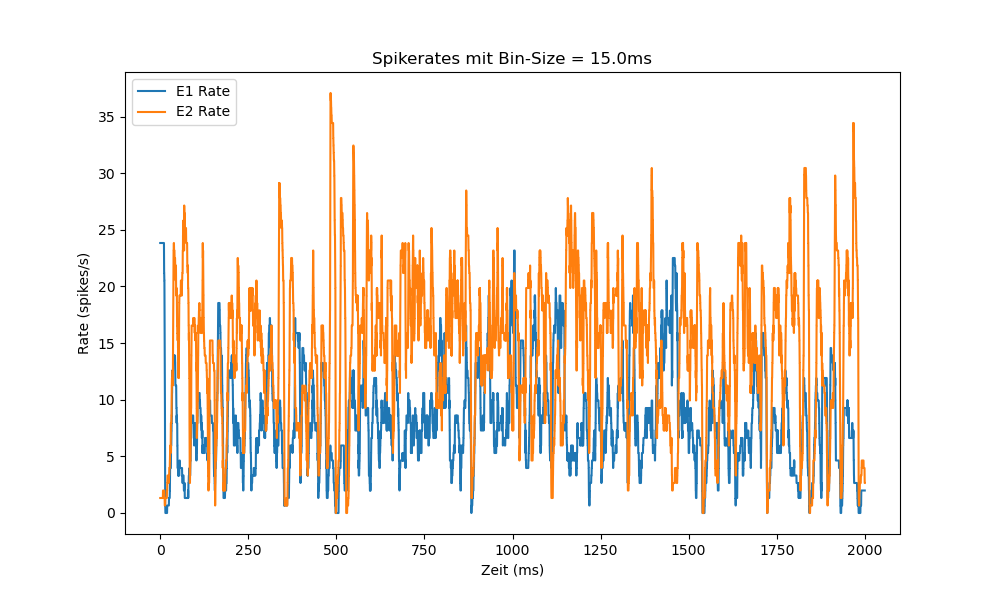 Spikerates mit Bin-Size = 15.0ms
E1 Rate
E2 Rate
Rate (spikes/s)
35
30
25
20
15
10
5
0
0 250 500 750 1000 1250 1500 1750 2000
Zeit (ms)